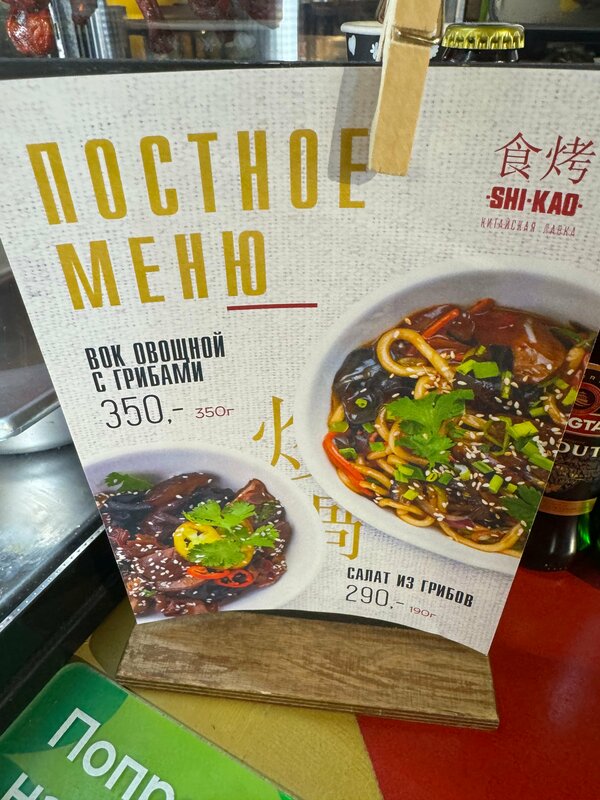 ПОСТНОЕ
МЕНЮ
食烤
·SHI·KAO·
КИТАЙСКАЯ ЛАВКА
ВОК ОВОЩНОЙ
С ГРИБАМИ
350,- 350г
САЛАТ ИЗ ГРИБОВ
290,- 190г